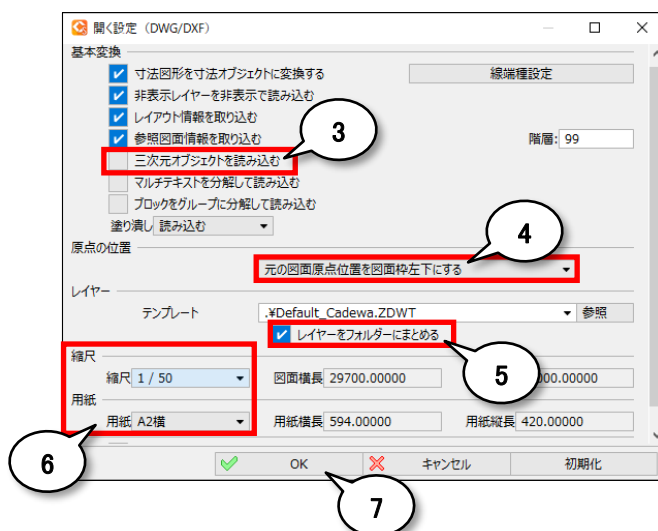 開く設定（DWG/DXF）
基本変換
寸法図形を寸法オブジェクトに変換する
線端種設定
非表示レイヤーを非表示で読み込む
レイアウト情報を取り込む
参照図面情報を取り込む
3
階層: 99
三次元オブジェクトを読み込む
マルチテキストを分解して読み込む
ブロックをグループに分解して読み込む
塗り潰し 読み込む
4
原点の位置
元の図面原点位置を図面枠左下にする
レイヤー
テンプレート .¥Default_Cadewa.ZDWT 参照
レイヤーをフォルダーにまとめる
縮尺
5
縮尺 1 / 50 図面横長 29700.00000
用紙
用紙 A2横 用紙横長 594.00000 用紙縦長 420.00000
6
OK キャンセル 初期化
7